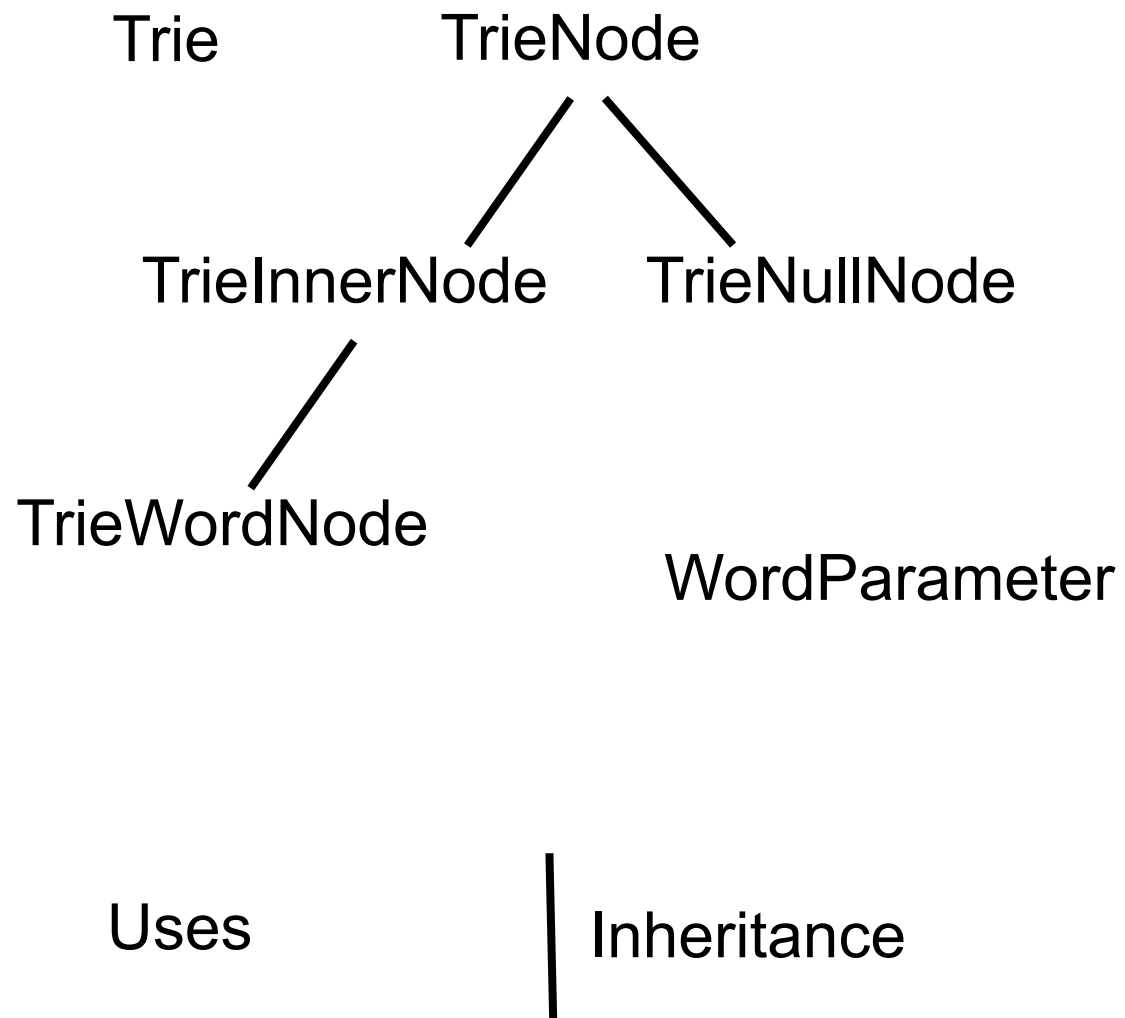 Trie TrieNode
TrieInnerNode TrieNullNode
TrieWordNode
WordParameter
Uses Inheritance